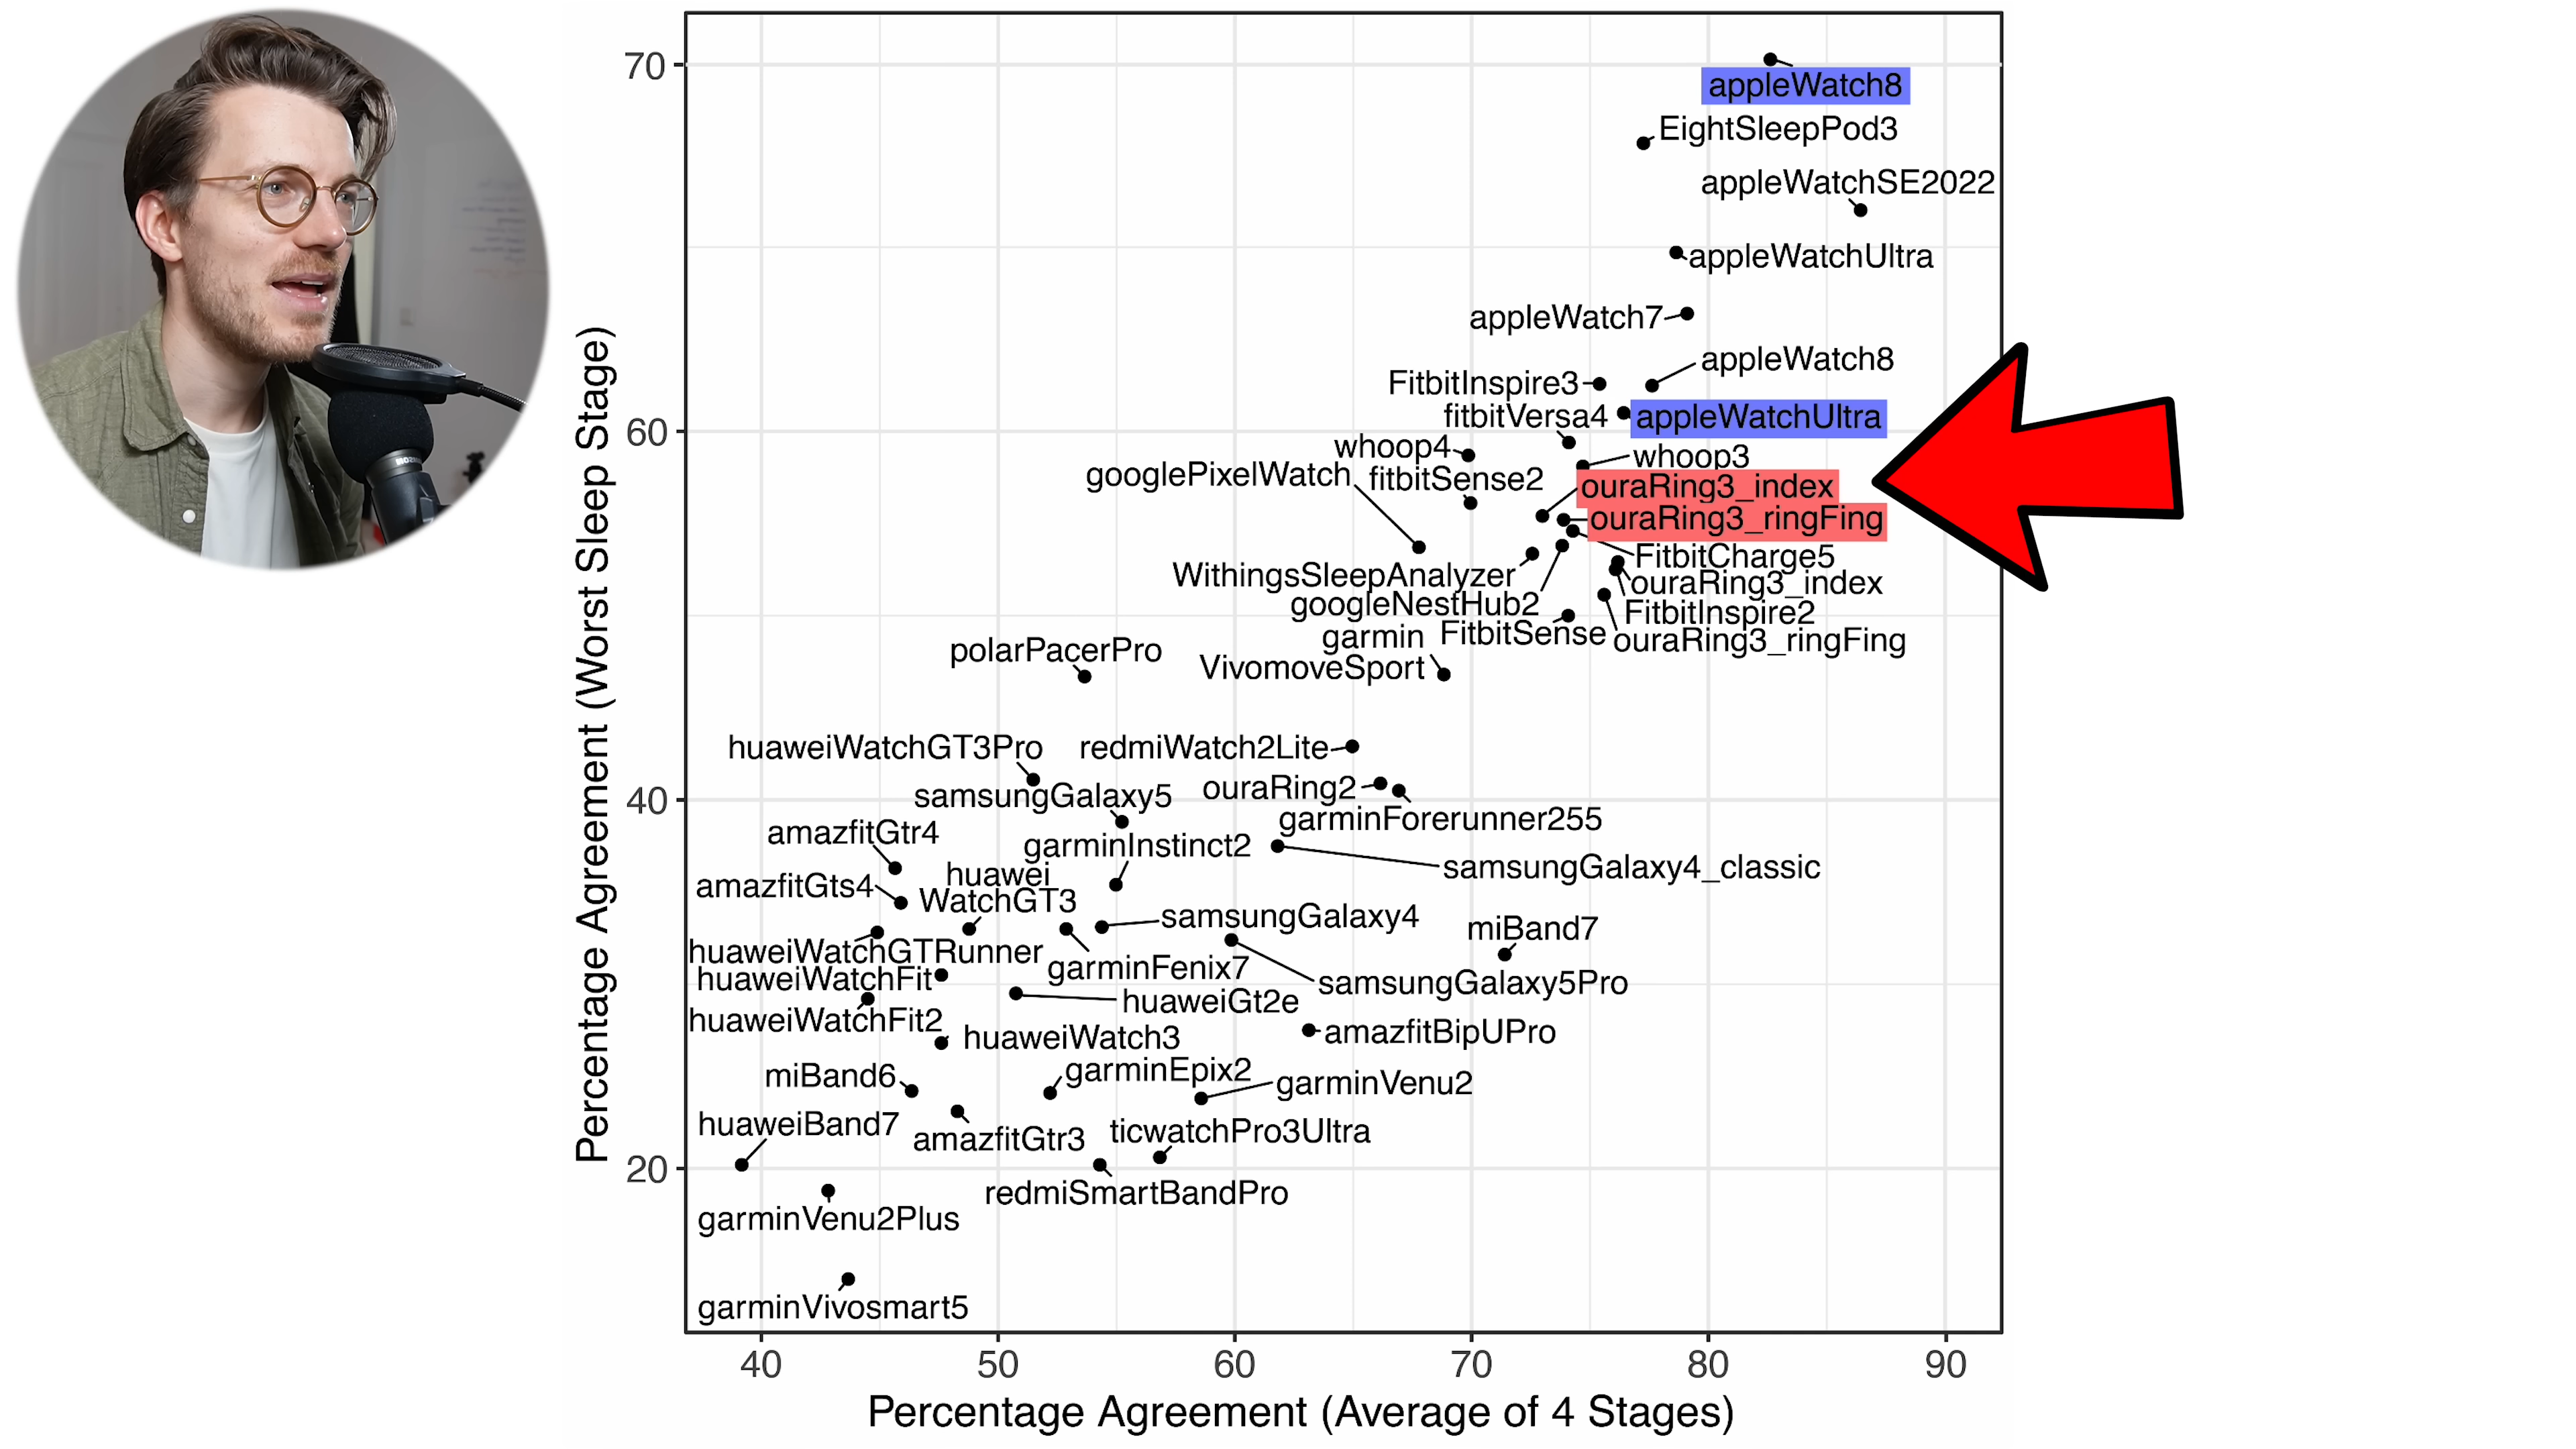 70
appleWatch8
EightSleepPod3
appleWatchSE2022
appleWatchUltra
appleWatch7
appleWatch8
FitbitInspire3
fitbitVersa4
appleWatchUltra
60
whoop4
whoop3
googlePixelWatch
fitbitSense2
ouraRing3_index
ouraRing3_ringFing
FitbitCharge5
WithingsSleepAnalyzer
ouraRing3_index
googleNestHub2
FitbitInspire2
garmin
VivomoveSport
FitbitSense
ouraRing3_ringFing
polarPacerPro
huaweiWatchGT3Pro
redmiWatch2Lite
ouraRing2
samsungGalaxy5
40
garminForerunner255
amazfitGtr4
garminInstinct2
samsungGalaxy4_classic
huawei
WatchGT3
amazfitGts4
samsungGalaxy4
miBand7
huaweiWatchGTRunner
garminFenix7
huaweiWatchFit
samsungGalaxy5Pro
huaweiGt2e
huaweiWatchFit2
amazfitBipUPro
huaweiWatch3
miBand6
garminEpix2
garminVenu2
huaweiBand7
amazfitGtr3
ticwatchPro3Ultra
20
redmiSmartBandPro
garminVenu2Plus
garminVivosmart5
40 50 60 70 80 90
Percentage Agreement (Average of 4 Stages)
Percentage Agreement (Worst Sleep Stage)